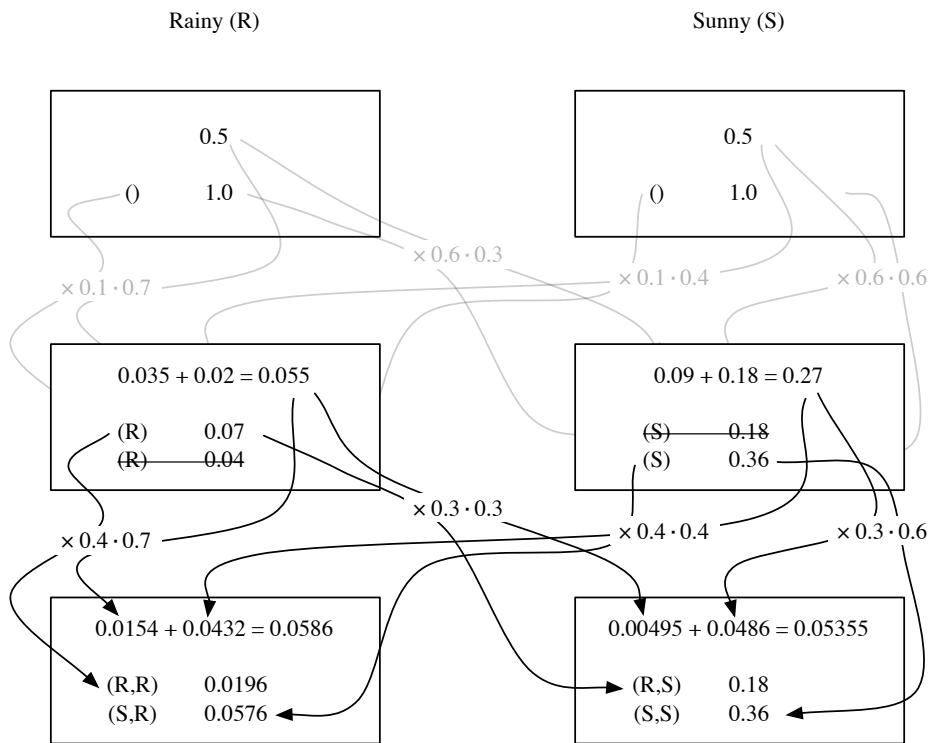 Rainy (R)
Sunny (S)
0.5
() 1.0
0.5
() 1.0
× 0.6 · 0.3
× 0.1 · 0.7
× 0.1 · 0.4
× 0.6 · 0.6
0.035 + 0.02 = 0.055
(R) 0.07
(R) 0.04
0.09 + 0.18 = 0.27
(S) 0.18
(S) 0.36
× 0.3 · 0.3
× 0.4 · 0.7
× 0.4 · 0.4
× 0.3 · 0.6
0.0154 + 0.0432 = 0.0586
(R,R) 0.0196
(S,R) 0.0576
0.00495 + 0.0486 = 0.05355
(R,S) 0.18
(S,S) 0.36